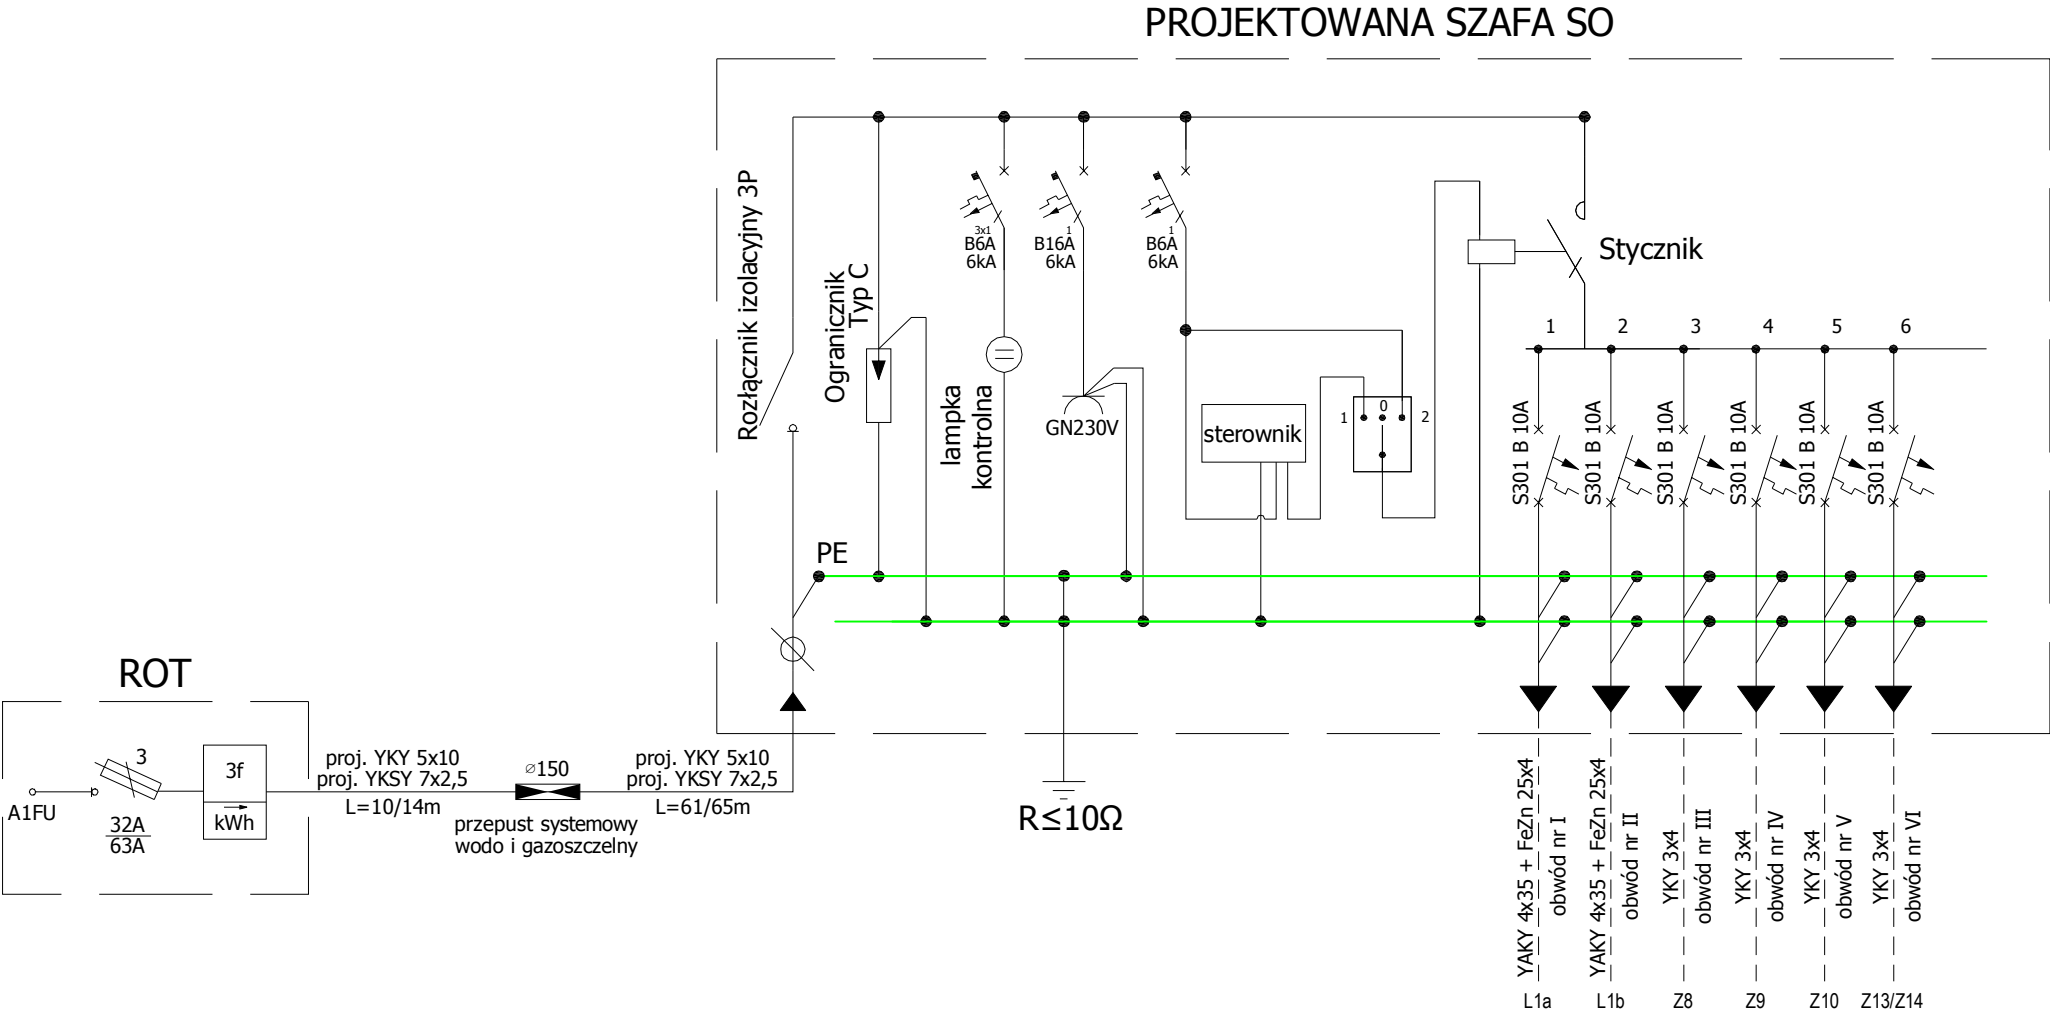 PROJEKTOWANA SZAFA SO
Rozłącznik izolacyjny 3P
Ogranicznik
Typ C
3x1
B6A
6kA
1
B16A
6kA
1
B6A
6kA
lampka
kontrolna
GN230V
sterownik
1
0
2
Stycznik
1
2
3
4
5
6
S301 B 10A
S301 B 10A
S301 B 10A
S301 B 10A
S301 B 10A
S301 B 10A
PE
ROT
A1FU
3
32A
63A
3f
kWh
proj. YKY 5x10
proj. YKSY 7x2,5
L=10/14m
⌀150
przepust systemowy
wodo i gazoszczelny
proj. YKY 5x10
proj. YKSY 7x2,5
L=61/65m
R≤10Ω
YAKY 4x35 + FeZn 25x4
obwód nr I
YAKY 4x35 + FeZn 25x4
obwód nr II
YKY 3x4
obwód nr III
YKY 3x4
obwód nr IV
YKY 3x4
obwód nr V
YKY 3x4
obwód nr VI
L1a
L1b
Z8
Z9
Z10
Z13/Z14